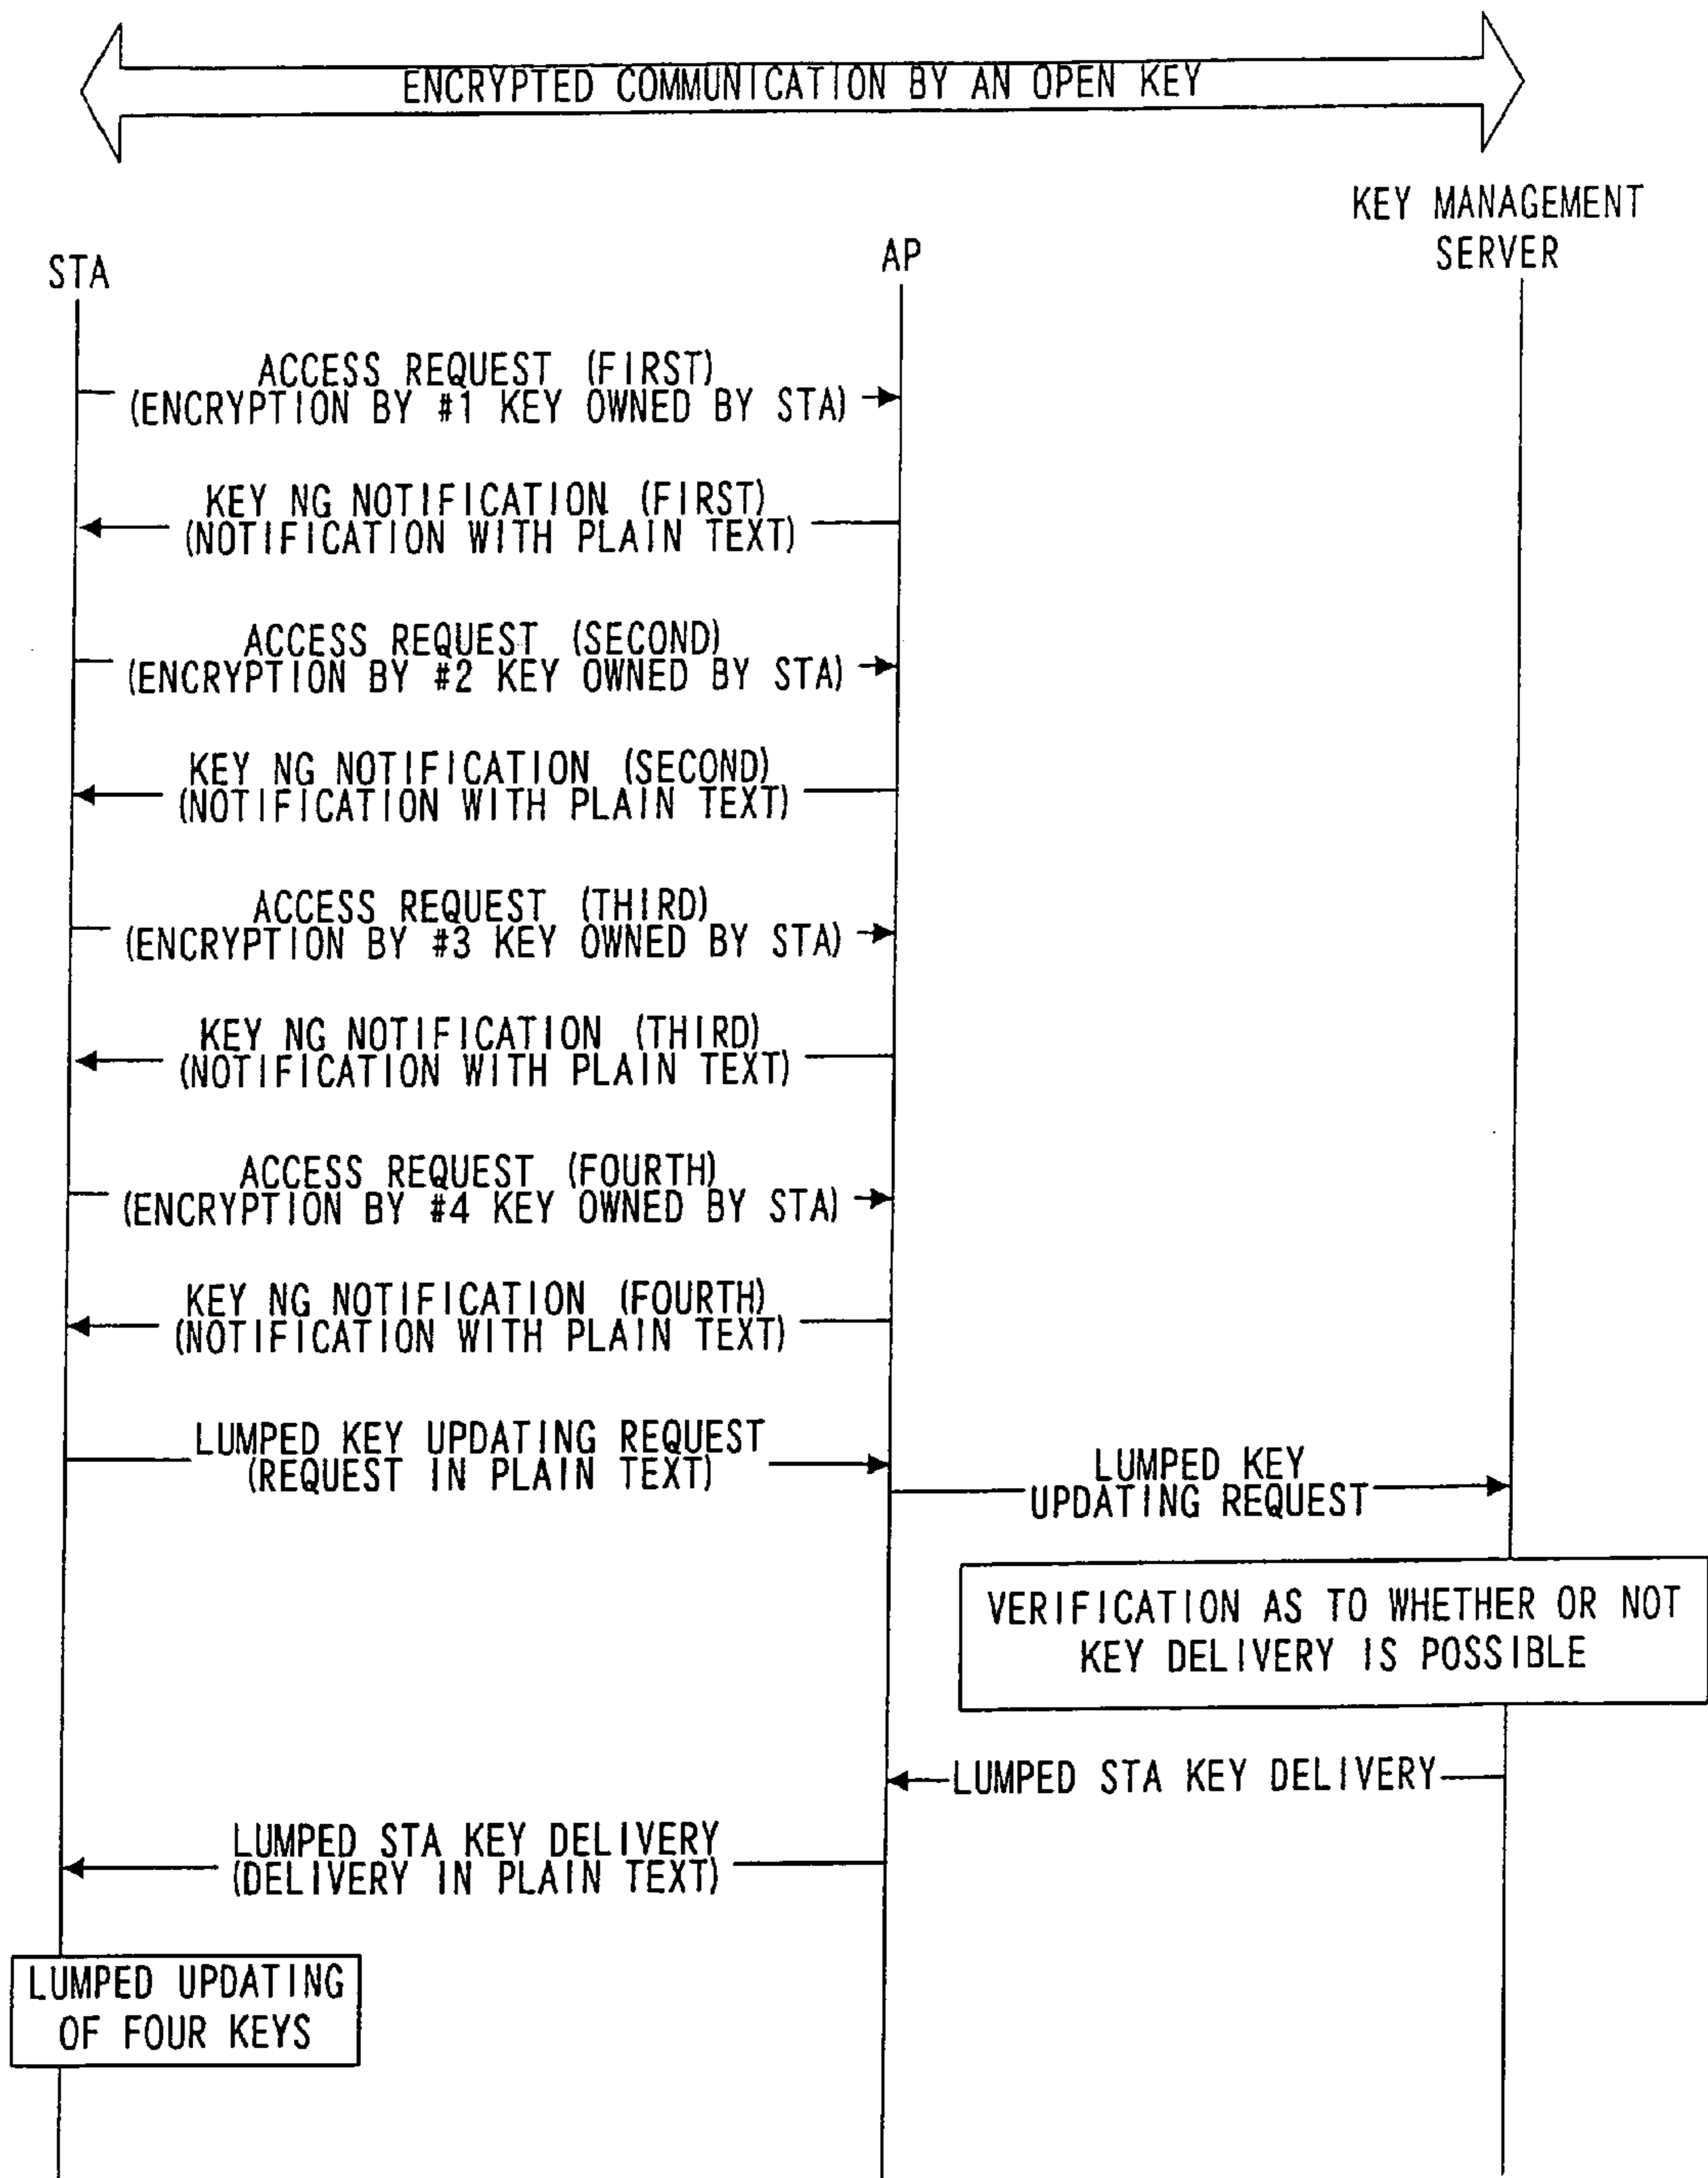 ENCRYPTED COMMUNICATION BY AN OPEN KEY
KEY MANAGEMENT
SERVER
STA
AP
ACCESS REQUEST (FIRST)
(ENCRYPTION BY #1 KEY OWNED BY STA)
KEY NG NOTIFICATION (FIRST)
(NOTIFICATION WITH PLAIN TEXT)
ACCESS REQUEST (SECOND)
(ENCRYPTION BY #2 KEY OWNED BY STA)
KEY NG NOTIFICATION (SECOND)
(NOTIFICATION WITH PLAIN TEXT)
ACCESS REQUEST (THIRD)
(ENCRYPTION BY #3 KEY OWNED BY STA)
KEY NG NOTIFICATION (THIRD)
(NOTIFICATION WITH PLAIN TEXT)
ACCESS REQUEST (FOURTH)
(ENCRYPTION BY #4 KEY OWNED BY STA)
KEY NG NOTIFICATION (FOURTH)
(NOTIFICATION WITH PLAIN TEXT)
LUMPED KEY UPDATING REQUEST
(REQUEST IN PLAIN TEXT)
LUMPED KEY
UPDATING REQUEST
VERIFICATION AS TO WHETHER OR NOT
KEY DELIVERY IS POSSIBLE
LUMPED STA KEY DELIVERY
LUMPED STA KEY DELIVERY
(DELIVERY IN PLAIN TEXT)
LUMPED UPDATING
OF FOUR KEYS